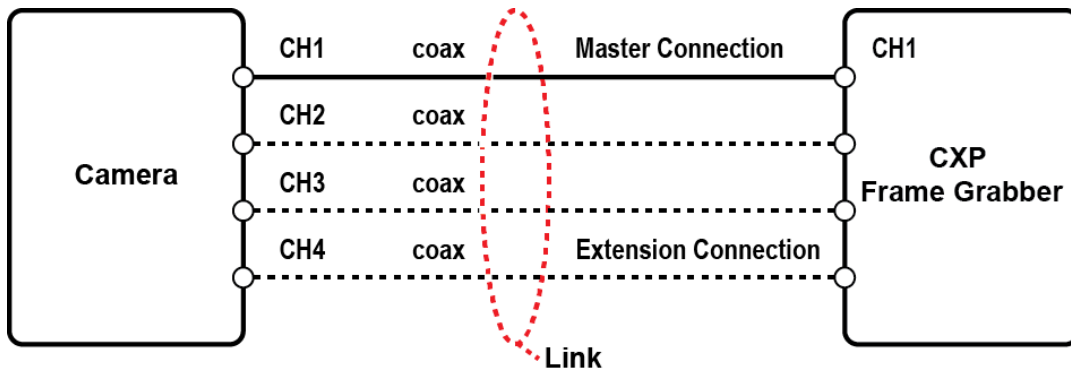 CH1 coax Master Connection CH1
CH2 coax
Camera
CH3 coax
CXP
Frame Grabber
CH4 coax Extension Connection
Link